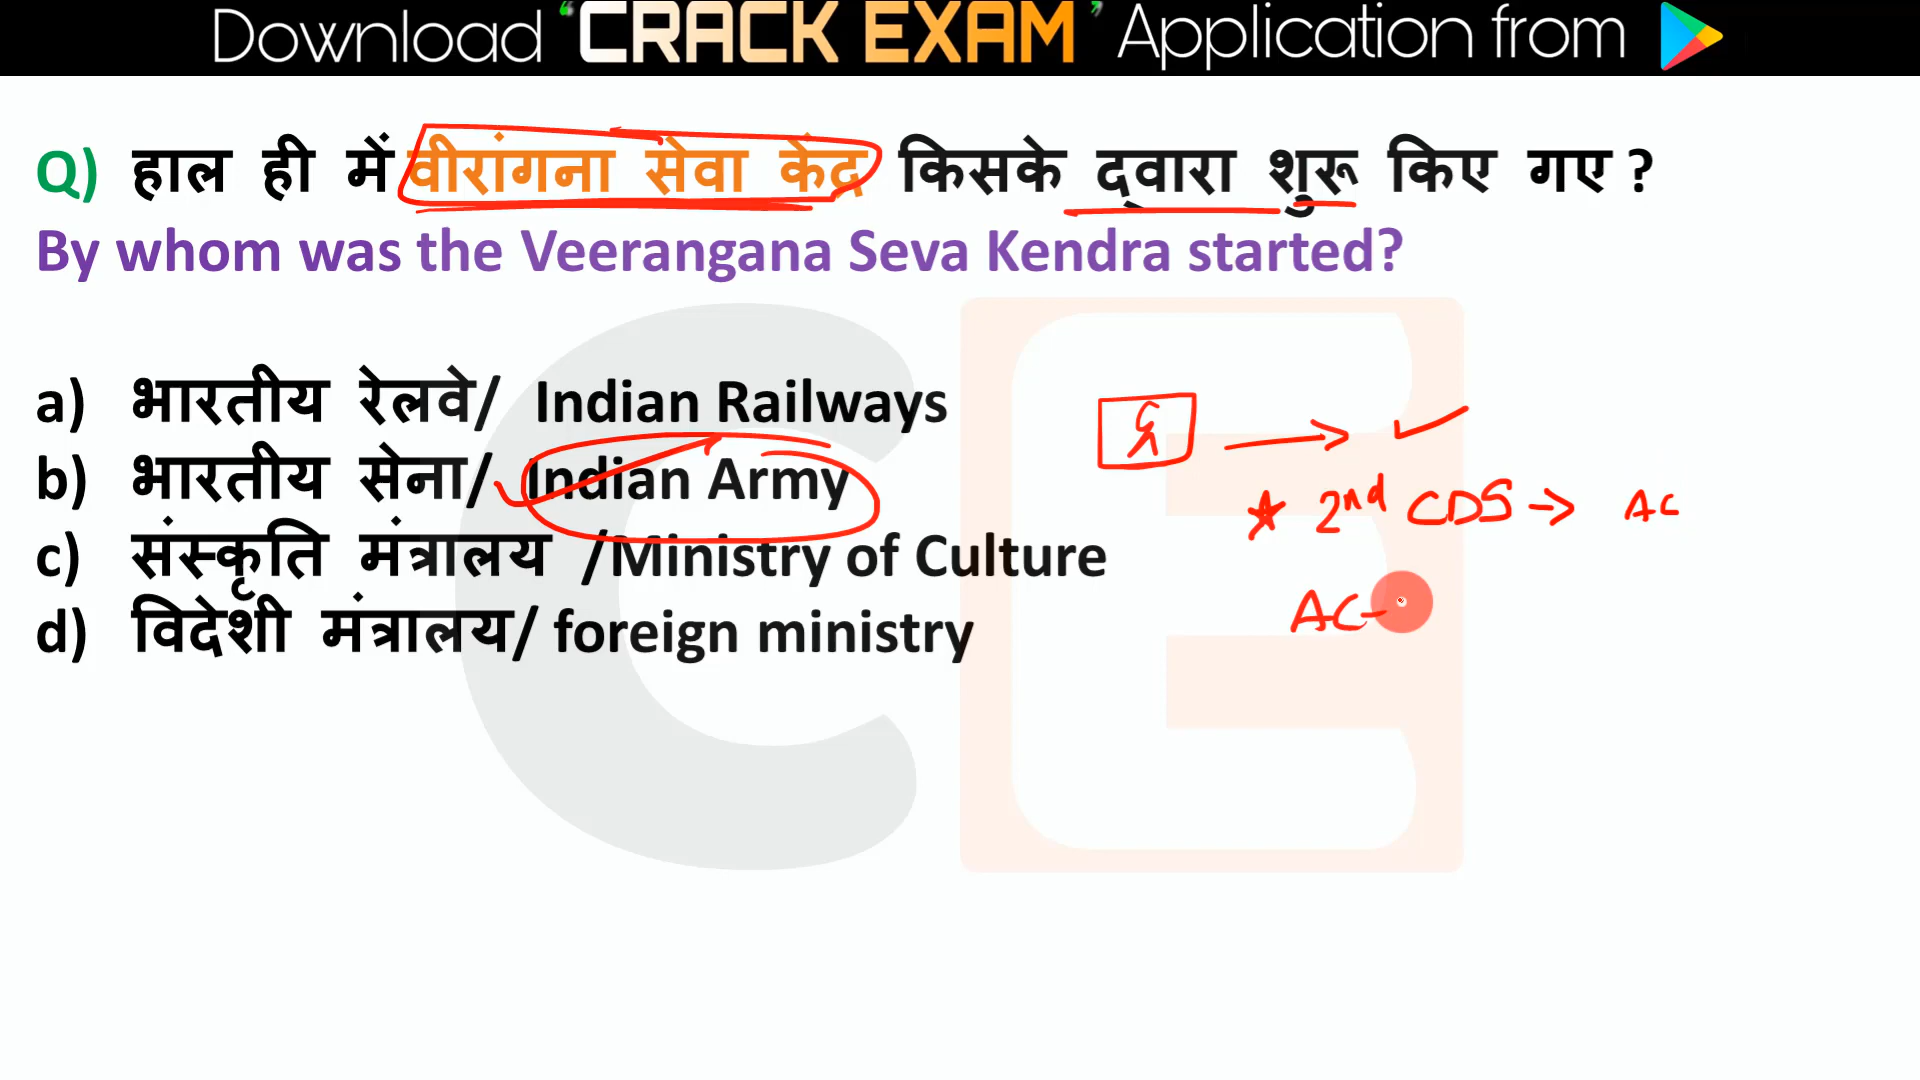 Download ‘CRACK EXAM’ Application from
Q) हाल ही में वीरांगना सेवा केंद्र किसके द्वारा शुरू किए गए ?
By whom was the Veerangana Seva Kendra started?
a) भारतीय रेलवे/ Indian Railways
b) भारतीय सेना/ Indian Army
c) संस्कृति मंत्रालय /Ministry of Culture
d) विदेशी मंत्रालय/ foreign ministry
2nd CDS → AC
AC-
CE